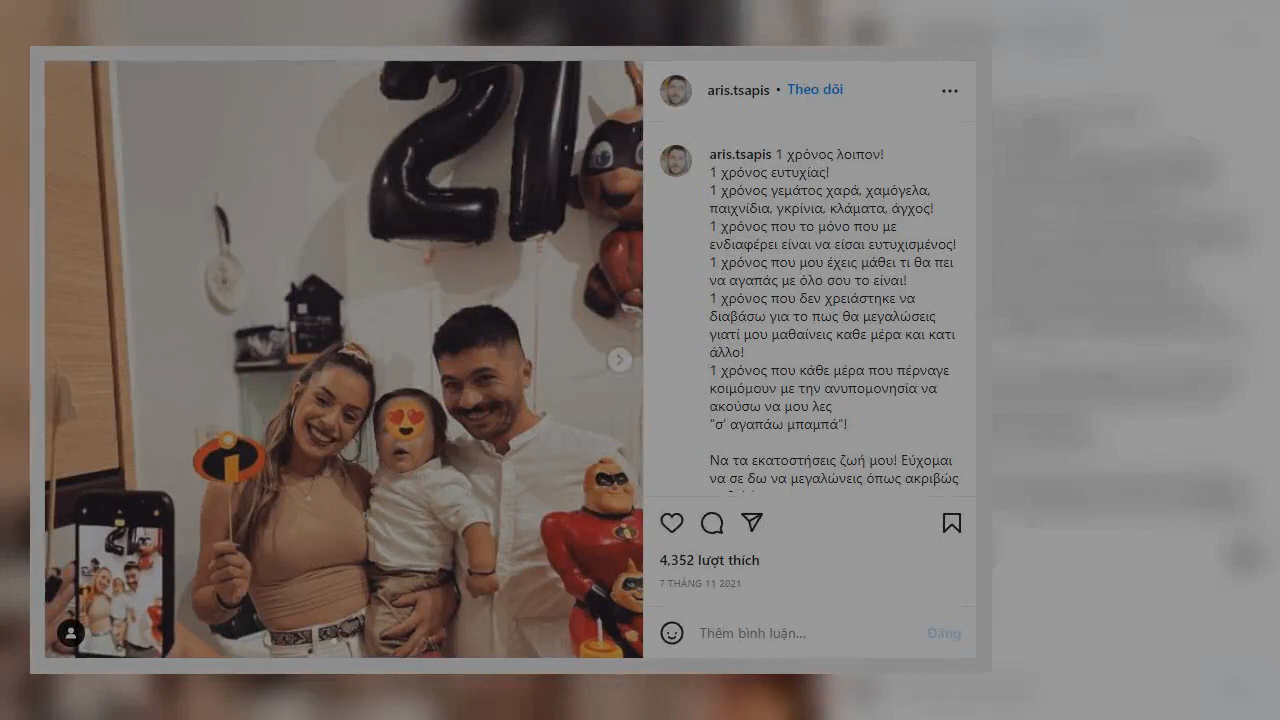 21
aris.tsapis • Theo dõi
aris.tsapis 1 χρόνος λοιπον!
1 χρόνος ευτυχίας!
1 χρόνος γεμάτος χαρά, χαμόγελα,
παιχνίδια, γκρίνια, κλάματα, άγχος!
1 χρόνος που το μόνο που με
ενδιαφέρει είναι να είσαι ευτυχισμένος!
1 χρόνος που μου έχεις μάθει τι θα πει
να αγαπάς με όλο σου το είναι!
1 χρόνος που δεν χρειάστηκε να
διαβάσω για το πως θα μεγαλώσεις
γιατί μου μαθαίνεις καθε μέρα και κατι
άλλο!
1 χρόνος που κάθε μέρα που πέρναγε
κοιμόμουν με την ανυπομονησία να
ακούσω να μου λες
"σ' αγαπάω μπαμπά"!
Να τα εκατοστήσεις ζωή μου! Εύχομαι
να σε δω να μεγαλώνεις όπως ακριβώς
4,352 lượt thích
7 THÁNG 11 2021
Thêm bình luận...
Đăng